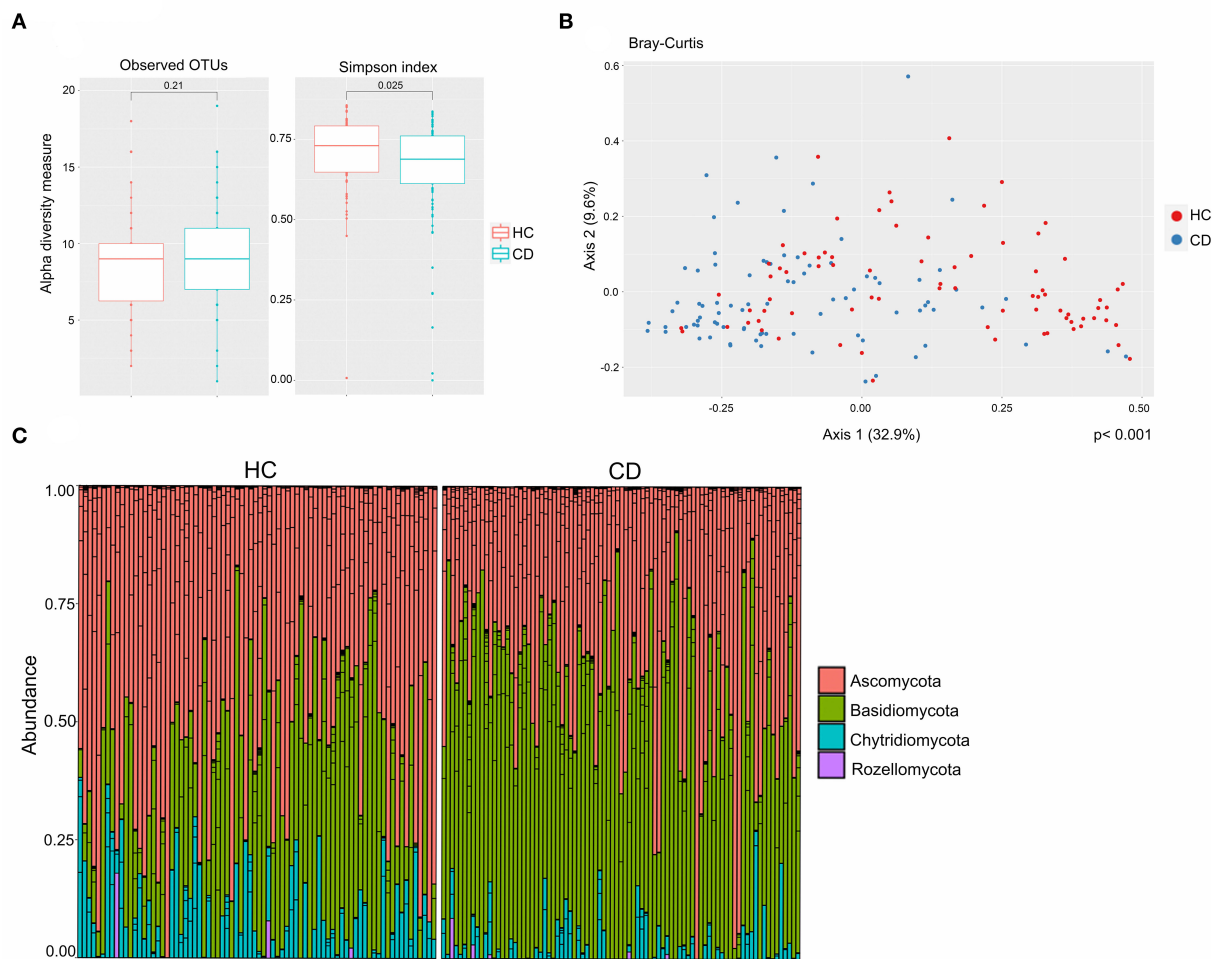 A
Observed OTUs
0.21
Simpson index
0.025
Alpha diversity measure
20
15
10
5
0.75
0.50
0.25
0.00
HC
CD
B
Bray-Curtis
Axis 2 (9.6%)
0.6
0.4
0.2
0.0
-0.2
-0.25
0.00
0.25
0.50
Axis 1 (32.9%)
p< 0.001
HC
CD
C
HC
CD
Abundance
1.00
0.75
0.50
0.25
0.00
Ascomycota
Basidiomycota
Chytridiomycota
Rozellomycota